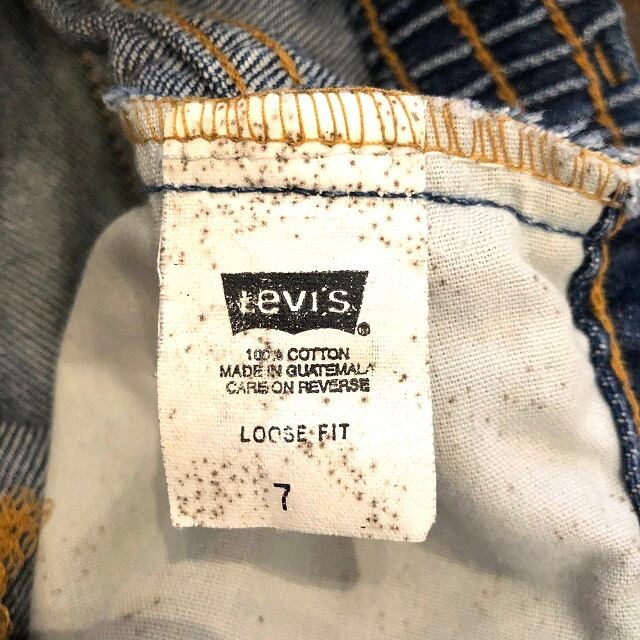 Levi's®
100% COTTON
MADE IN GUATEMALA
CARE ON REVERSE
LOOSE FIT
7